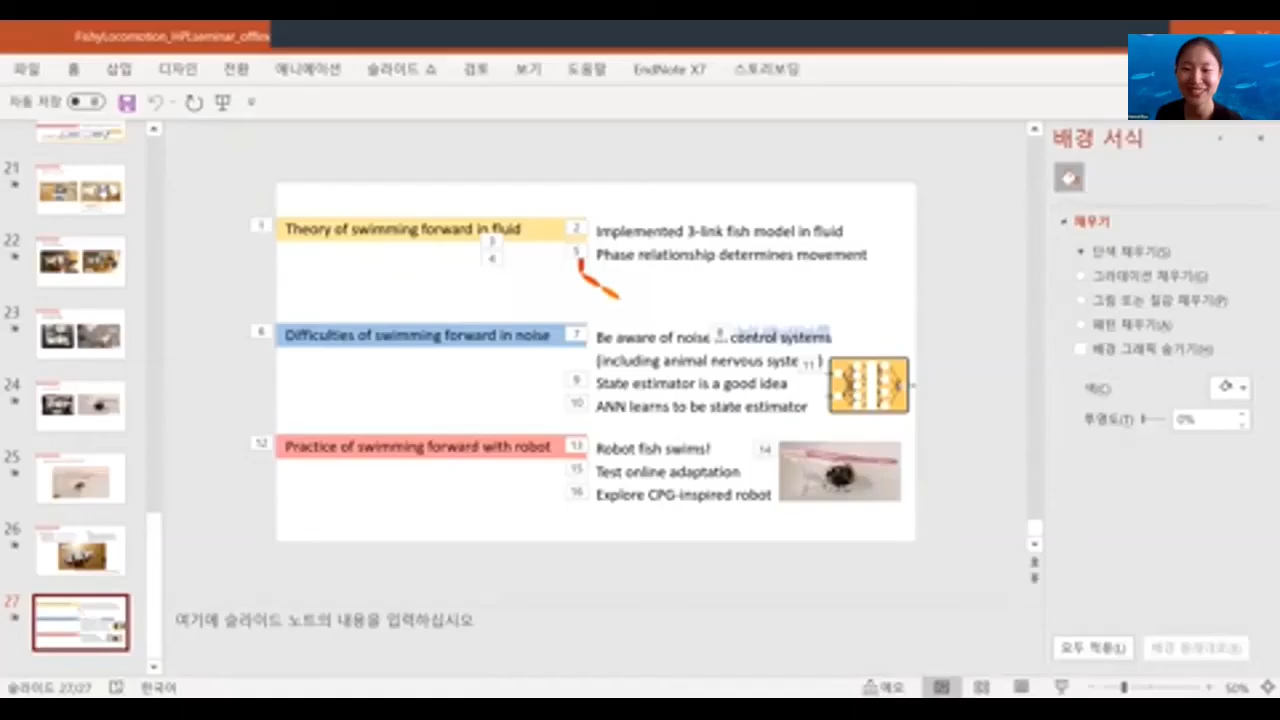 FishyLocomotion_HPLseminar_offline
파일 홈 삽입 디자인 전환 애니메이션 슬라이드 쇼 검토 보기 도움말 EndNote X7 스토리보딩
자동 저장
배경 서식
채우기
단색 채우기(S)
그라데이션 채우기(G)
그림 또는 질감 채우기(P)
패턴 채우기(A)
배경 그래픽 숨기기(H)
색(C)
투명도(T) 0%
모두 적용(L)
21
22
23
24
25
26
27
1 Theory of swimming forward in fluid
3
4
2 Implemented 3-link fish model in fluid
5 Phase relationship determines movement
6 Difficulties of swimming forward in noise
7 Be aware of noise 8 control systems
(including animal nervous syste 11 )
9 State estimator is a good idea
10 ANN learns to be state estimator
12 Practice of swimming forward with robot
13 Robot fish swims! 14
15 Test online adaptation
16 Explore CPG-inspired robot
여기에 슬라이드 노트의 내용을 입력하십시오
슬라이드 27/27 한국어 메모 50%